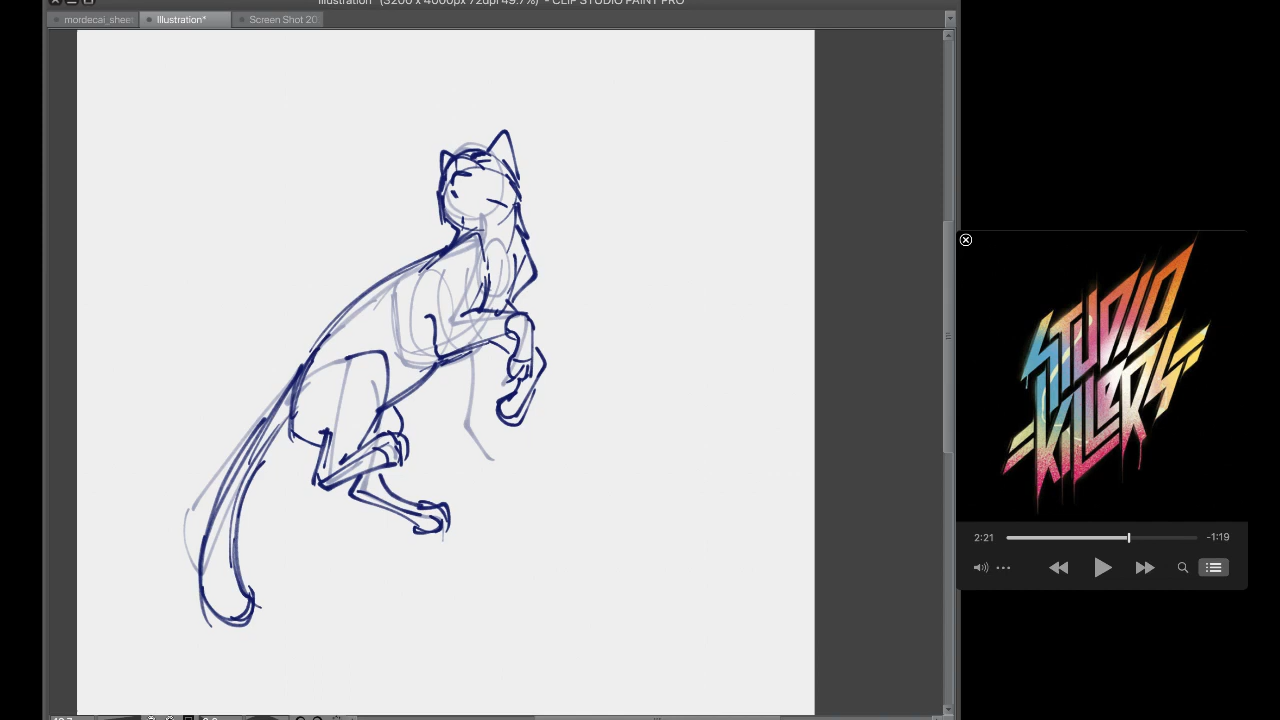 Illustration* (3200 x 4000px 72dpi 49.7%) - CLIP STUDIO PAINT PRO
mordecai_shee
Illustration*
Screen Shot 20
STUDIO
KILLERS
2:21
-1:19